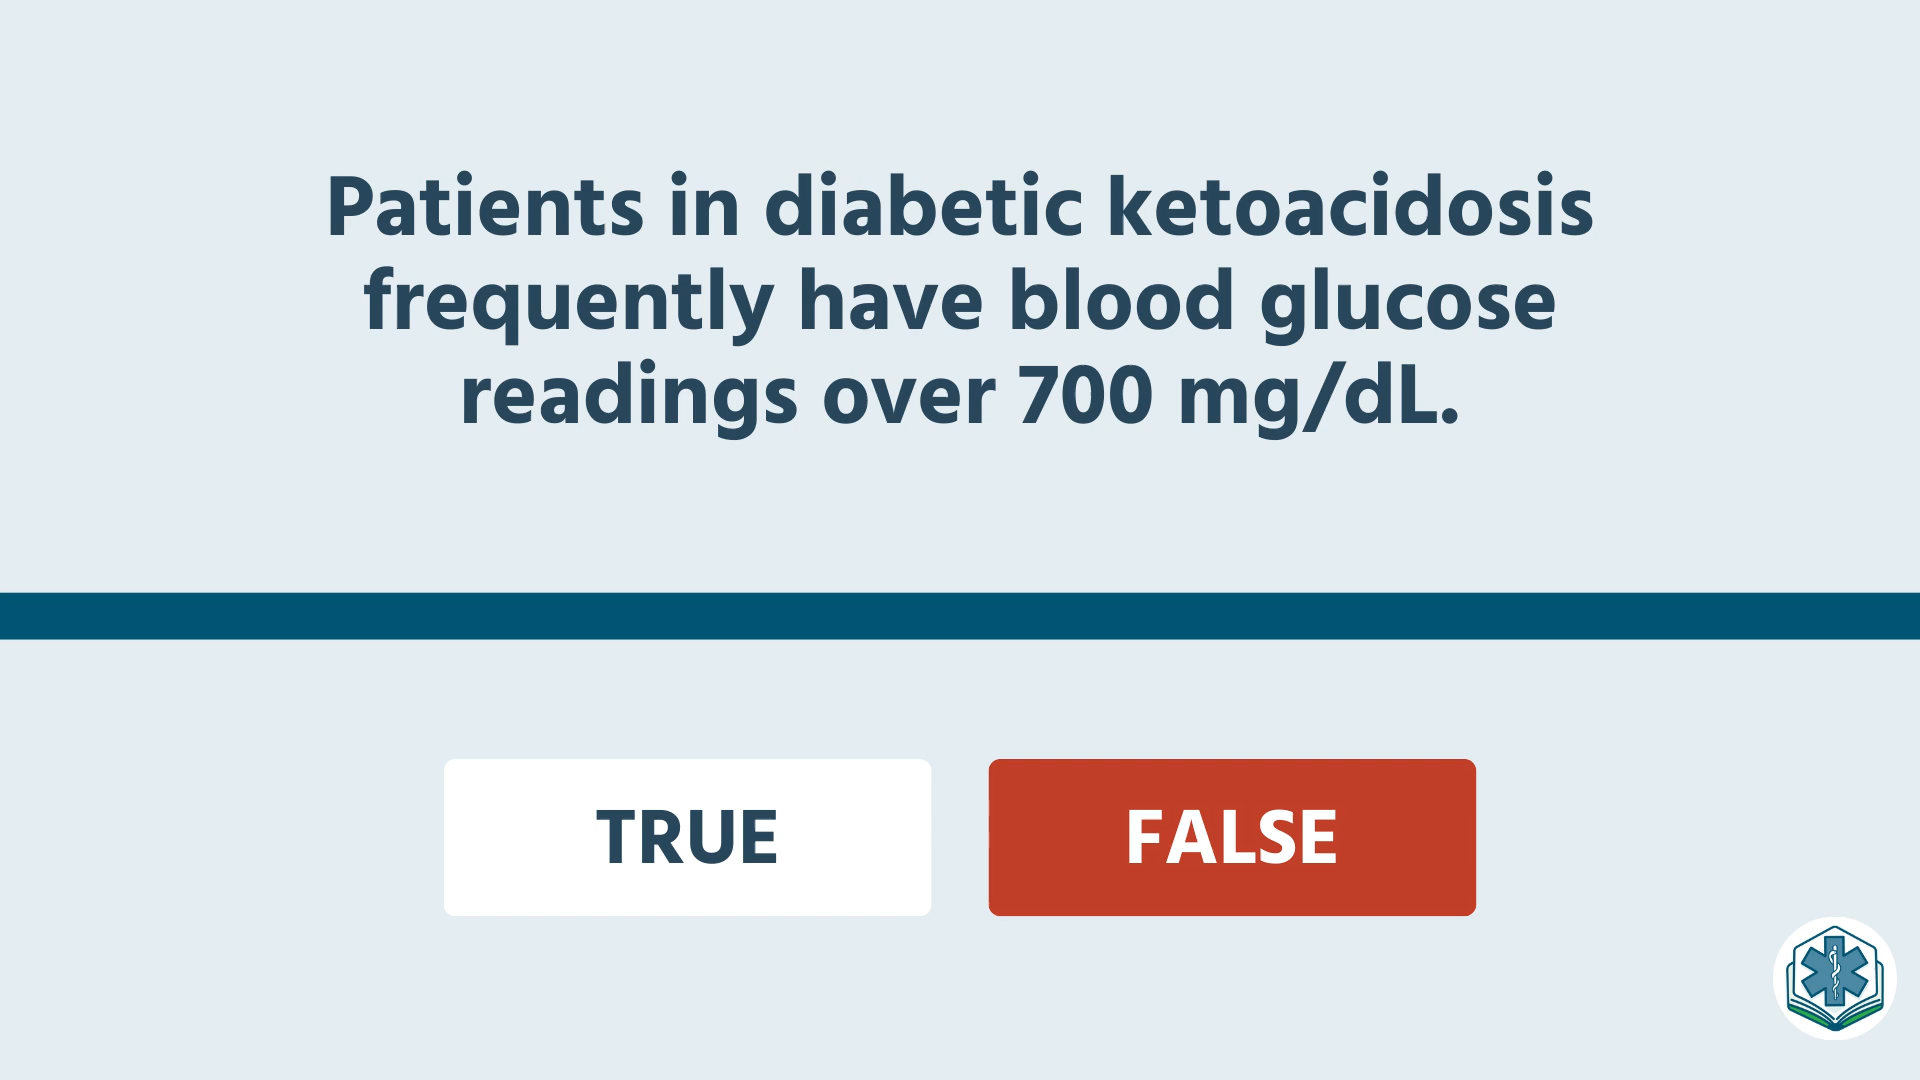 Patients in diabetic ketoacidosis
frequently have blood glucose
readings over 700 mg/dL.
TRUE
FALSE